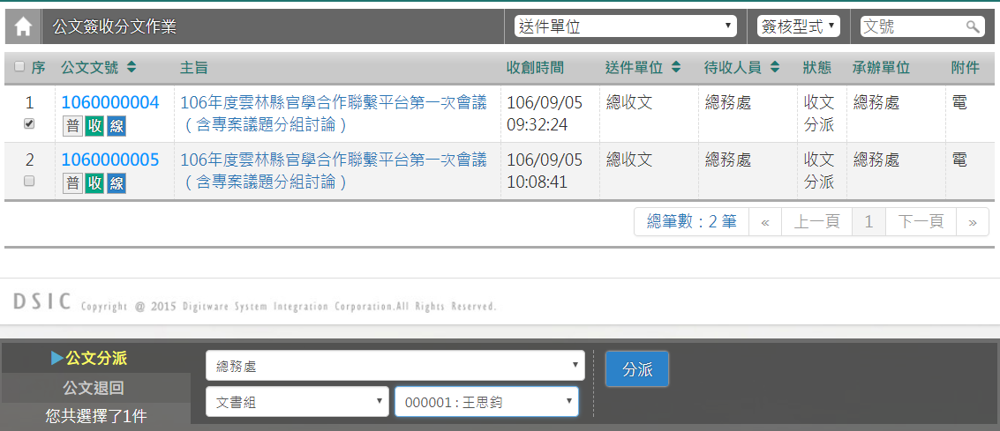 公文簽收分文作業 送件單位 簽核型式 文號
序 公文文號 主旨 收創時間 送件單位 待收人員 狀態 承辦單位 附件
1 1060000004 106年度雲林縣官學合作聯繫平台第一次會議 106/09/05 總收文 總務處 收文 總務處 電
普 收 線 (含專案議題分組討論) 09:32:24 分派
2 1060000005 106年度雲林縣官學合作聯繫平台第一次會議 106/09/05 總收文 總務處 收文 總務處 電
普 收 線 (含專案議題分組討論) 10:08:41 分派
總筆數:2 筆 « 上一頁 1 下一頁 »
DSIC Copyright @ 2015 Digitware System Integration Corporation.All Rights Reserved.
▶公文分派 總務處 分派
公文退回
文書組 000001 : 王思鈞
您共選擇了1件